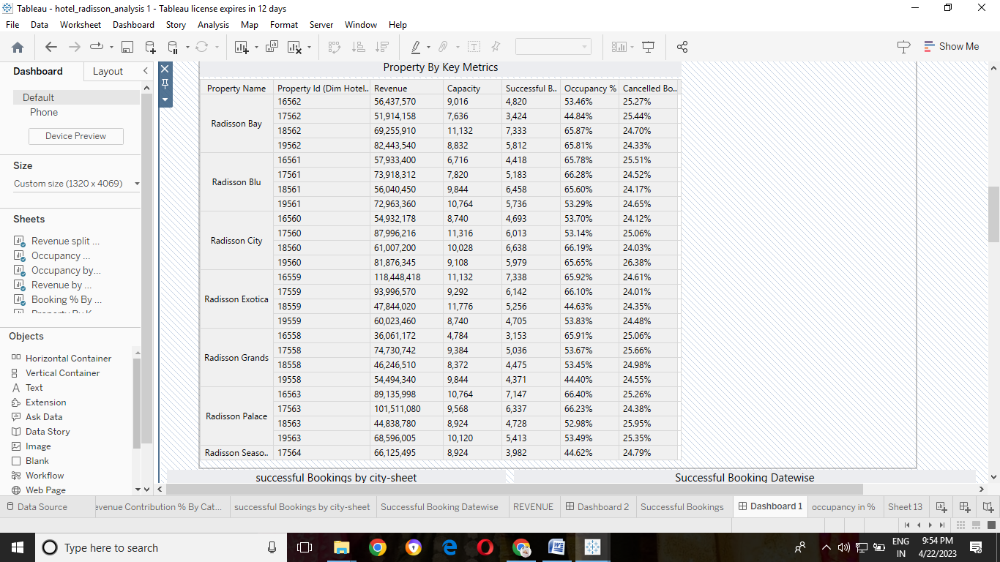 Tableau - hotel_radisson_analysis 1 - Tableau license expires in 12 days
File Data Worksheet Dashboard Story Analysis Map Format Server Window Help
Show Me
Dashboard Layout
Default
Phone
Device Preview
Size
Custom size (1320 x 4069)
Sheets
Revenue split ...
Occupancy ...
Occupancy by...
Revenue by ...
Booking % By ...
Objects
Horizontal Container
Vertical Container
Text
Extension
Ask Data
Data Story
Image
Blank
Workflow
Web Page
Property By Key Metrics
Property Name Property Id (Dim Hotel.. Revenue Capacity Successful B.. Occupancy % Cancelled Bo..
Radisson Bay
16562 56,437,570 9,016 4,820 53.46% 25.27%
17562 51,914,158 7,636 3,424 44.84% 25.44%
18562 69,255,910 11,132 7,333 65.87% 24.70%
19562 82,443,540 8,832 5,812 65.81% 24.33%
Radisson Blu
16561 57,933,400 6,716 4,418 65.78% 25.51%
17561 73,918,312 7,820 5,183 66.28% 24.52%
18561 56,040,450 9,844 6,458 65.60% 24.17%
19561 72,963,360 10,764 5,736 53.29% 24.65%
Radisson City
16560 54,932,178 8,740 4,693 53.70% 24.12%
17560 87,996,216 11,316 6,013 53.14% 25.06%
18560 61,007,200 10,028 6,638 66.19% 24.03%
19560 81,876,345 9,108 5,979 65.65% 26.38%
Radisson Exotica
16559 118,448,418 11,132 7,338 65.92% 24.61%
17559 93,996,570 9,292 6,142 66.10% 24.01%
18559 47,844,020 11,776 5,256 44.63% 24.35%
19559 60,023,460 8,740 4,705 53.83% 24.48%
Radisson Grands
16558 36,061,172 4,784 3,153 65.91% 25.06%
17558 74,730,742 9,384 5,036 53.67% 25.66%
18558 46,246,510 8,372 4,475 53.45% 24.98%
19558 54,494,340 9,844 4,371 44.40% 24.55%
Radisson Palace
16563 89,135,998 10,764 7,147 66.40% 25.26%
17563 101,511,080 9,568 6,337 66.23% 24.38%
18563 44,838,780 8,924 4,728 52.98% 25.95%
19563 68,596,005 10,120 5,413 53.49% 25.35%
Radisson Seaso.. 17564 66,125,495 8,924 3,982 44.62% 24.79%
successful Bookings by city-sheet Successful Booking Datewise
Data Source evenue Contribution % By Cat... successful Bookings by city-sheet Successful Booking Datewise REVENUE Dashboard 2 Successful Bookings Dashboard 1 occupancy in % Sheet 13
Type here to search
ENG
IN
9:54 PM
4/22/2023